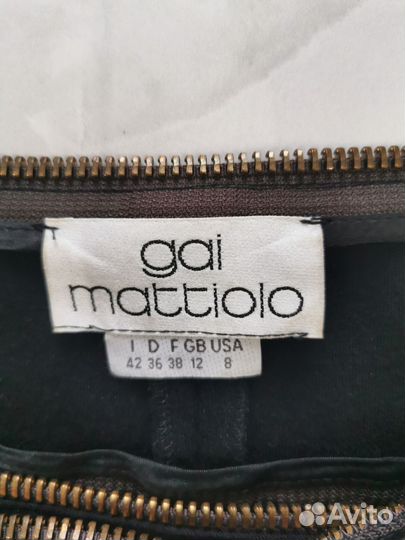 gai
mattiolo
I D F GB USA
42 36 38 12 8
Avito